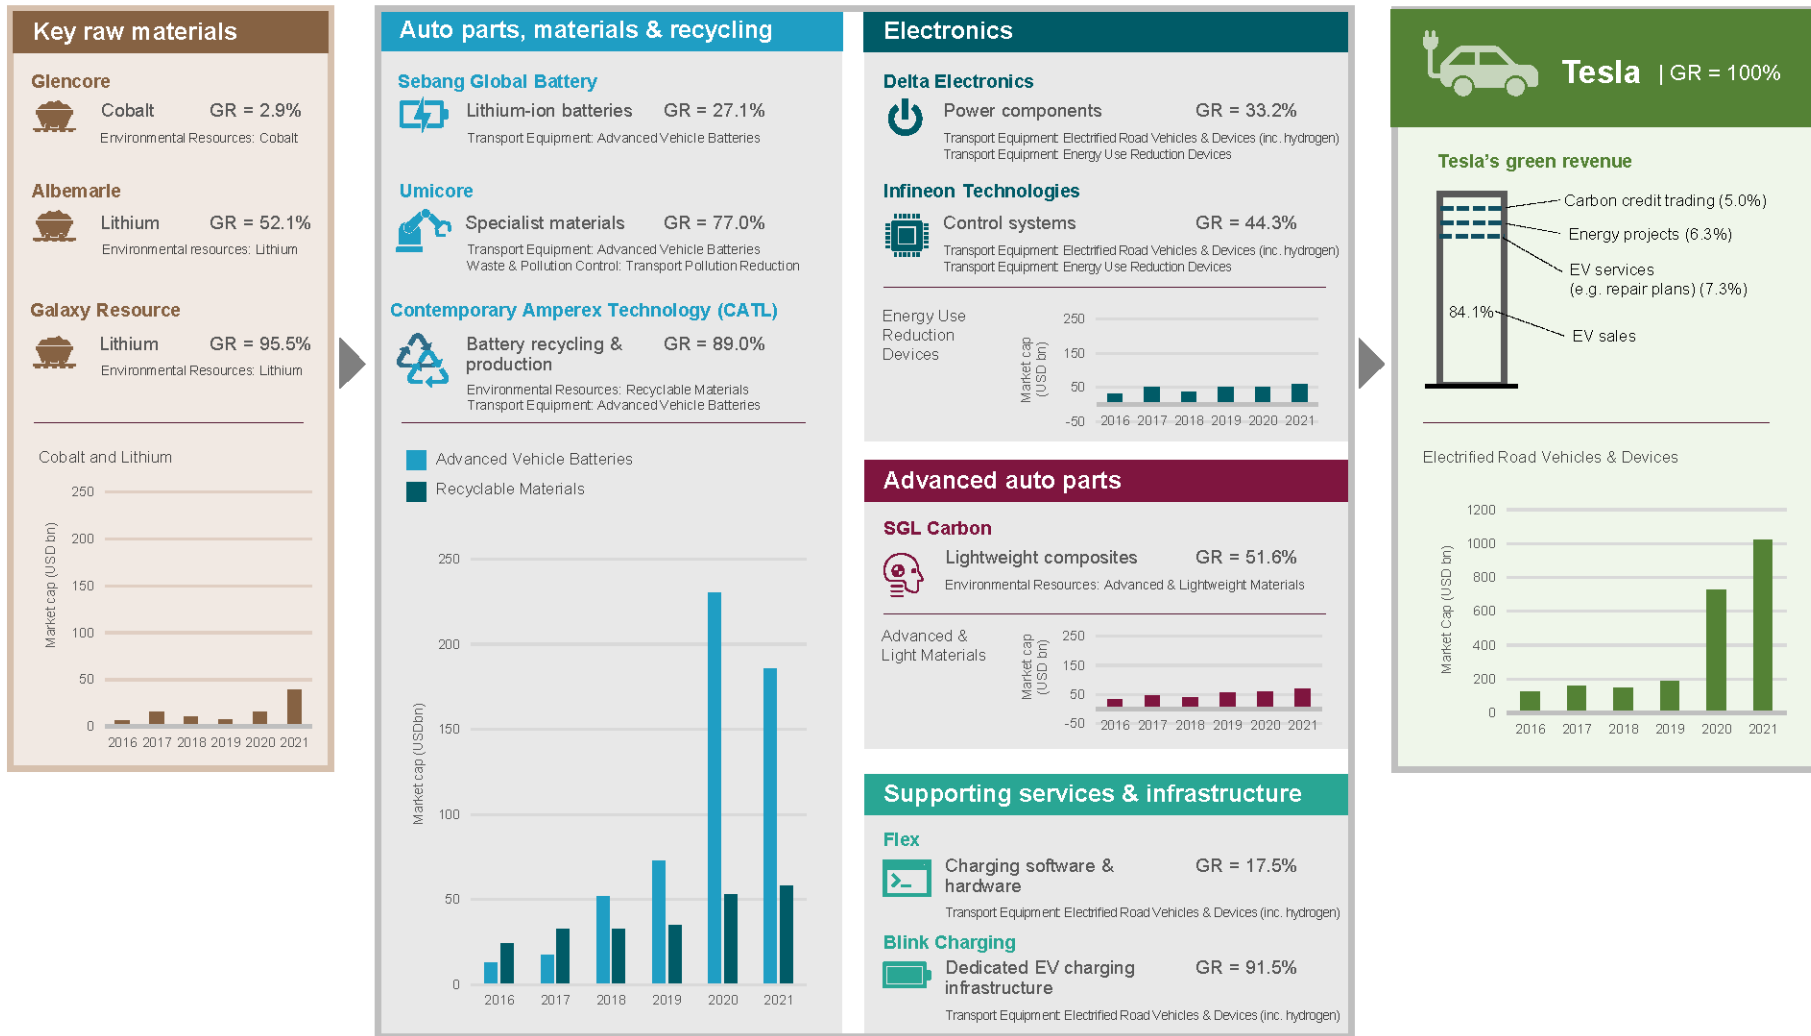 Key raw materials
Glencore
Cobalt GR = 2.9%
Environmental Resources: Cobalt
Albemarle
Lithium GR = 52.1%
Environmental resources: Lithium
Galaxy Resource
Lithium GR = 95.5%
Environmental Resources: Lithium
Cobalt and Lithium
Market cap (USD bn)
250
200
150
100
50
0
2016 2017 2018 2019 2020 2021
Auto parts, materials & recycling
Sebang Global Battery
Lithium-ion batteries GR = 27.1%
Transport Equipment: Advanced Vehicle Batteries
Umicore
Specialist materials GR = 77.0%
Transport Equipment: Advanced Vehicle Batteries
Waste & Pollution Control: Transport Pollution Reduction
Contemporary Amperex Technology (CATL)
Battery recycling & GR = 89.0%
production
Environmental Resources: Recyclable Materials
Transport Equipment: Advanced Vehicle Batteries
Advanced Vehicle Batteries
Recyclable Materials
Market cap (USDbn)
250
200
150
100
50
0
2016 2017 2018 2019 2020 2021
Electronics
Delta Electronics
Power components GR = 33.2%
Transport Equipment: Electrified Road Vehicles & Devices (inc. hydrogen)
Transport Equipment: Energy Use Reduction Devices
Infineon Technologies
Control systems GR = 44.3%
Transport Equipment: Electrified Road Vehicles & Devices (inc. hydrogen)
Transport Equipment: Energy Use Reduction Devices
Energy Use
Reduction
Devices
Market cap
(USD bn)
250
150
50
-50
2016 2017 2018 2019 2020 2021
Advanced auto parts
SGL Carbon
Lightweight composites GR = 51.6%
Environmental Resources: Advanced & Lightweight Materials
Advanced &
Light Materials
Market cap
(USD bn)
250
150
50
-50
2016 2017 2018 2019 2020 2021
Supporting services & infrastructure
Flex
Charging software & GR = 17.5%
hardware
Transport Equipment: Electrified Road Vehicles & Devices (inc. hydrogen)
Blink Charging
Dedicated EV charging GR = 91.5%
infrastructure
Transport Equipment: Electrified Road Vehicles & Devices (inc. hydrogen)
Tesla | GR = 100%
Tesla's green revenue
Carbon credit trading (5.0%)
Energy projects (6.3%)
EV services
(e.g. repair plans) (7.3%)
84.1%
EV sales
Electrified Road Vehicles & Devices
Market Cap (USD bn)
1200
1000
800
600
400
200
0
2016 2017 2018 2019 2020 2021